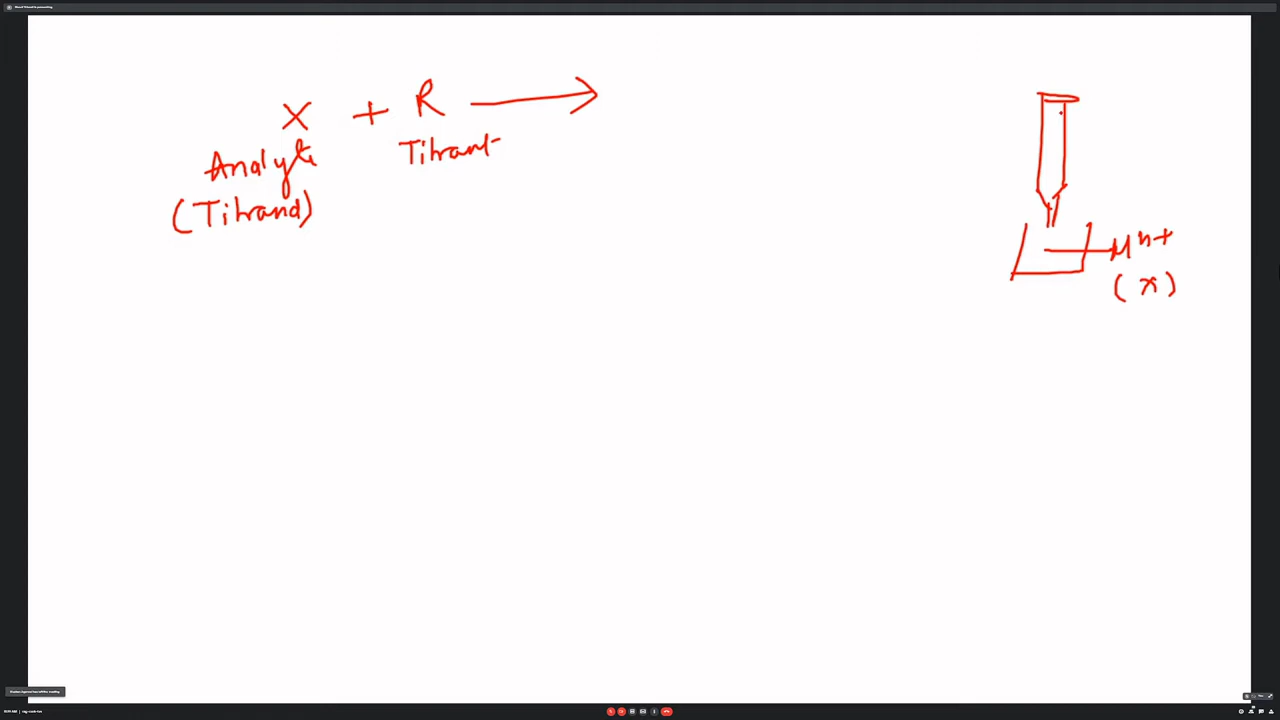 X + R
Analyte Titrant
(Titrand)
Mn+
(x)